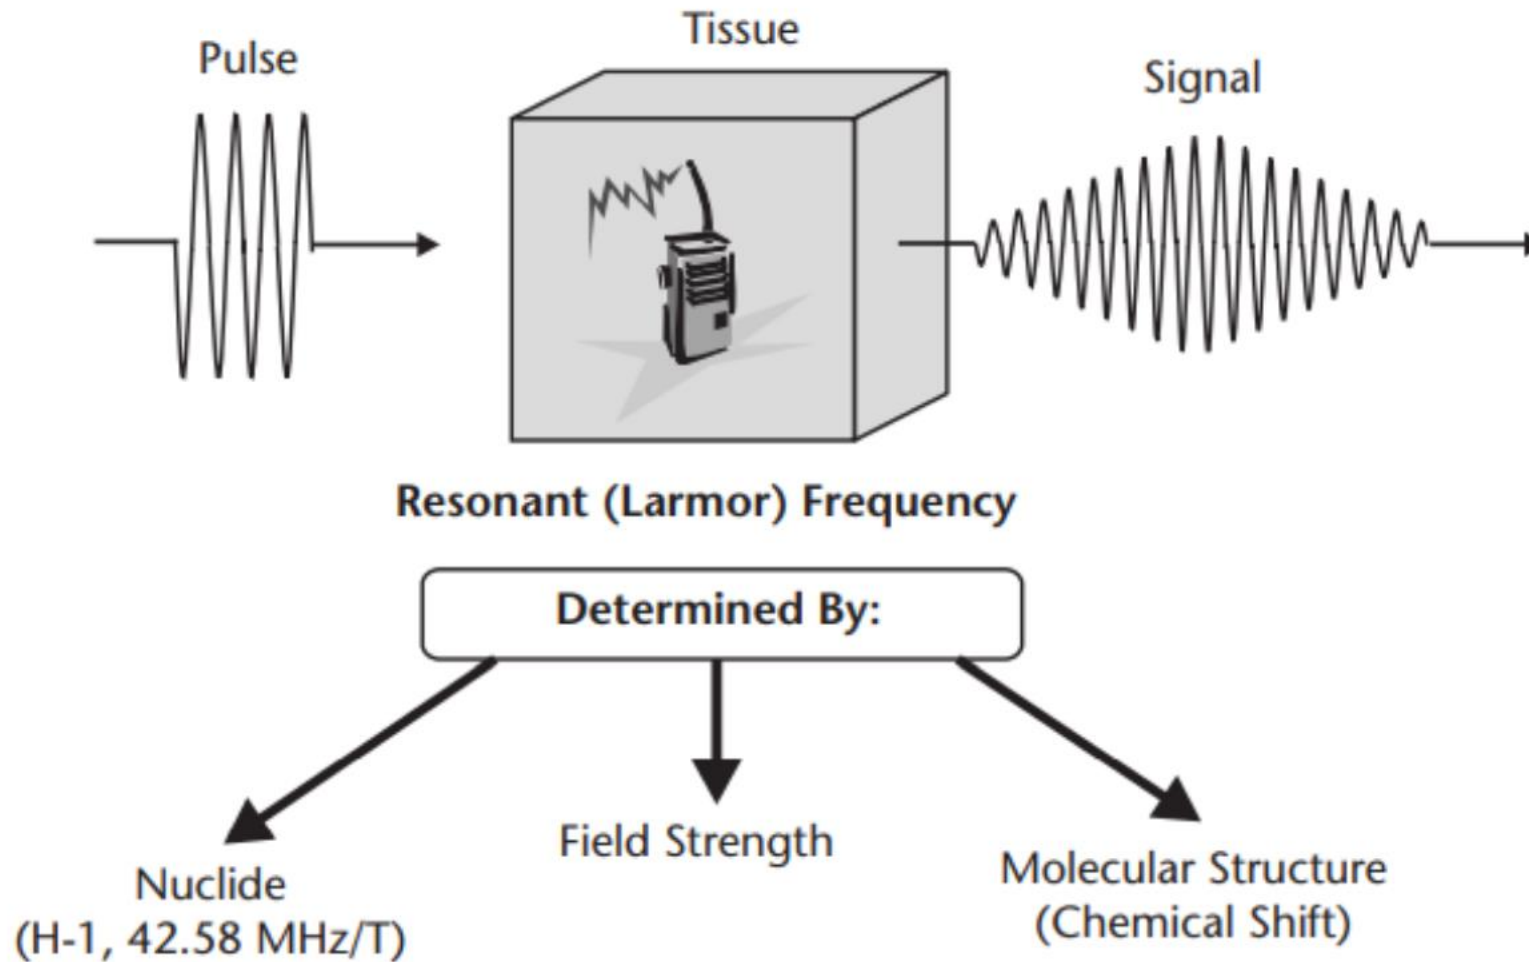 Pulse
Tissue
Signal
Resonant (Larmor) Frequency
Determined By:
Nuclide
(H-1, 42.58 MHz/T)
Field Strength
Molecular Structure
(Chemical Shift)